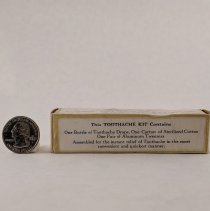 This TOOTHACHE KIT Contains
One Bottle of Toothache Drops, One Carton of Sterilized Cotton
One Pair of Aluminum Tweezers
Assembled for the instant relief of Toothache in the most
convenient and quickest manner.